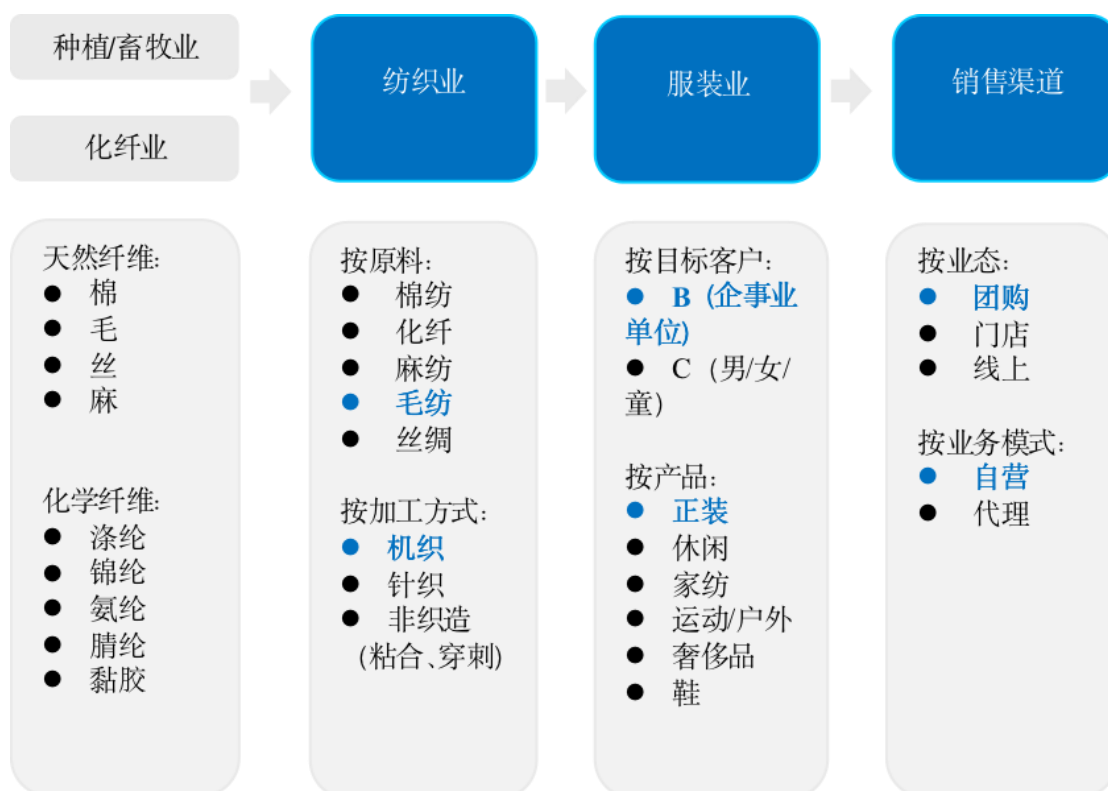 种植/畜牧业
化纤业
纺织业
服装业
销售渠道
天然纤维:
● 棉
● 毛
● 丝
● 麻
化学纤维:
● 涤纶
● 锦纶
● 氨纶
● 腈纶
● 黏胶
按原料:
● 棉纺
● 化纤
● 麻纺
● 毛纺
● 丝绸
按加工方式:
● 机织
● 针织
● 非织造
(粘合、穿刺)
按目标客户:
● B (企事业
单位)
● C (男/女/
童)
按产品:
● 正装
● 休闲
● 家纺
● 运动/户外
● 奢侈品
● 鞋
按业态:
● 团购
● 门店
● 线上
按业务模式:
● 自营
● 代理